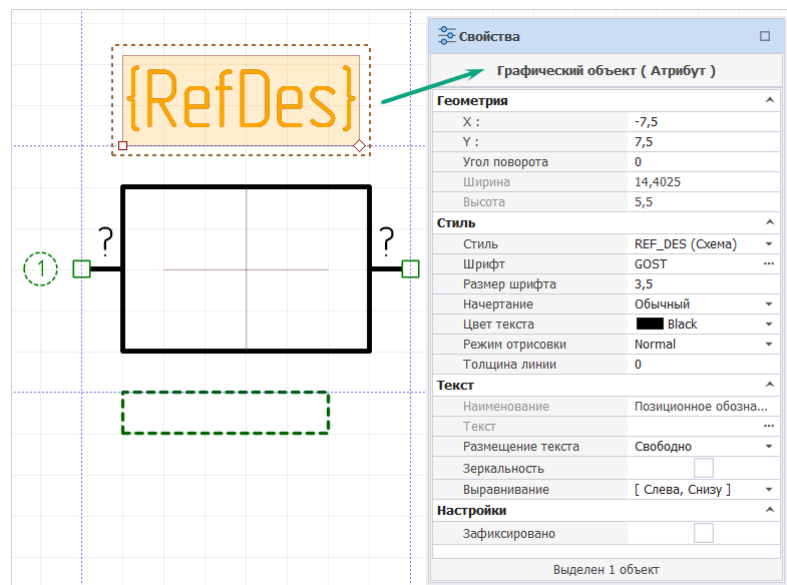 {RefDes}
?
?
1
Свойства
Графический объект ( Атрибут )
Геометрия
X :
-7,5
Y :
7,5
Угол поворота
0
Ширина
14,4025
Высота
5,5
Стиль
Стиль
REF_DES (Схема)
Шрифт
GOST
...
Размер шрифта
3,5
Начертание
Обычный
Цвет текста
Black
Режим отрисовки
Normal
Толщина линии
0
Текст
Наименование
Позиционное обозна...
Текст
...
Размещение текста
Свободно
Зеркальность
Выравнивание
[ Слева, Снизу ]
Настройки
Зафиксировано
Выделен 1 объект